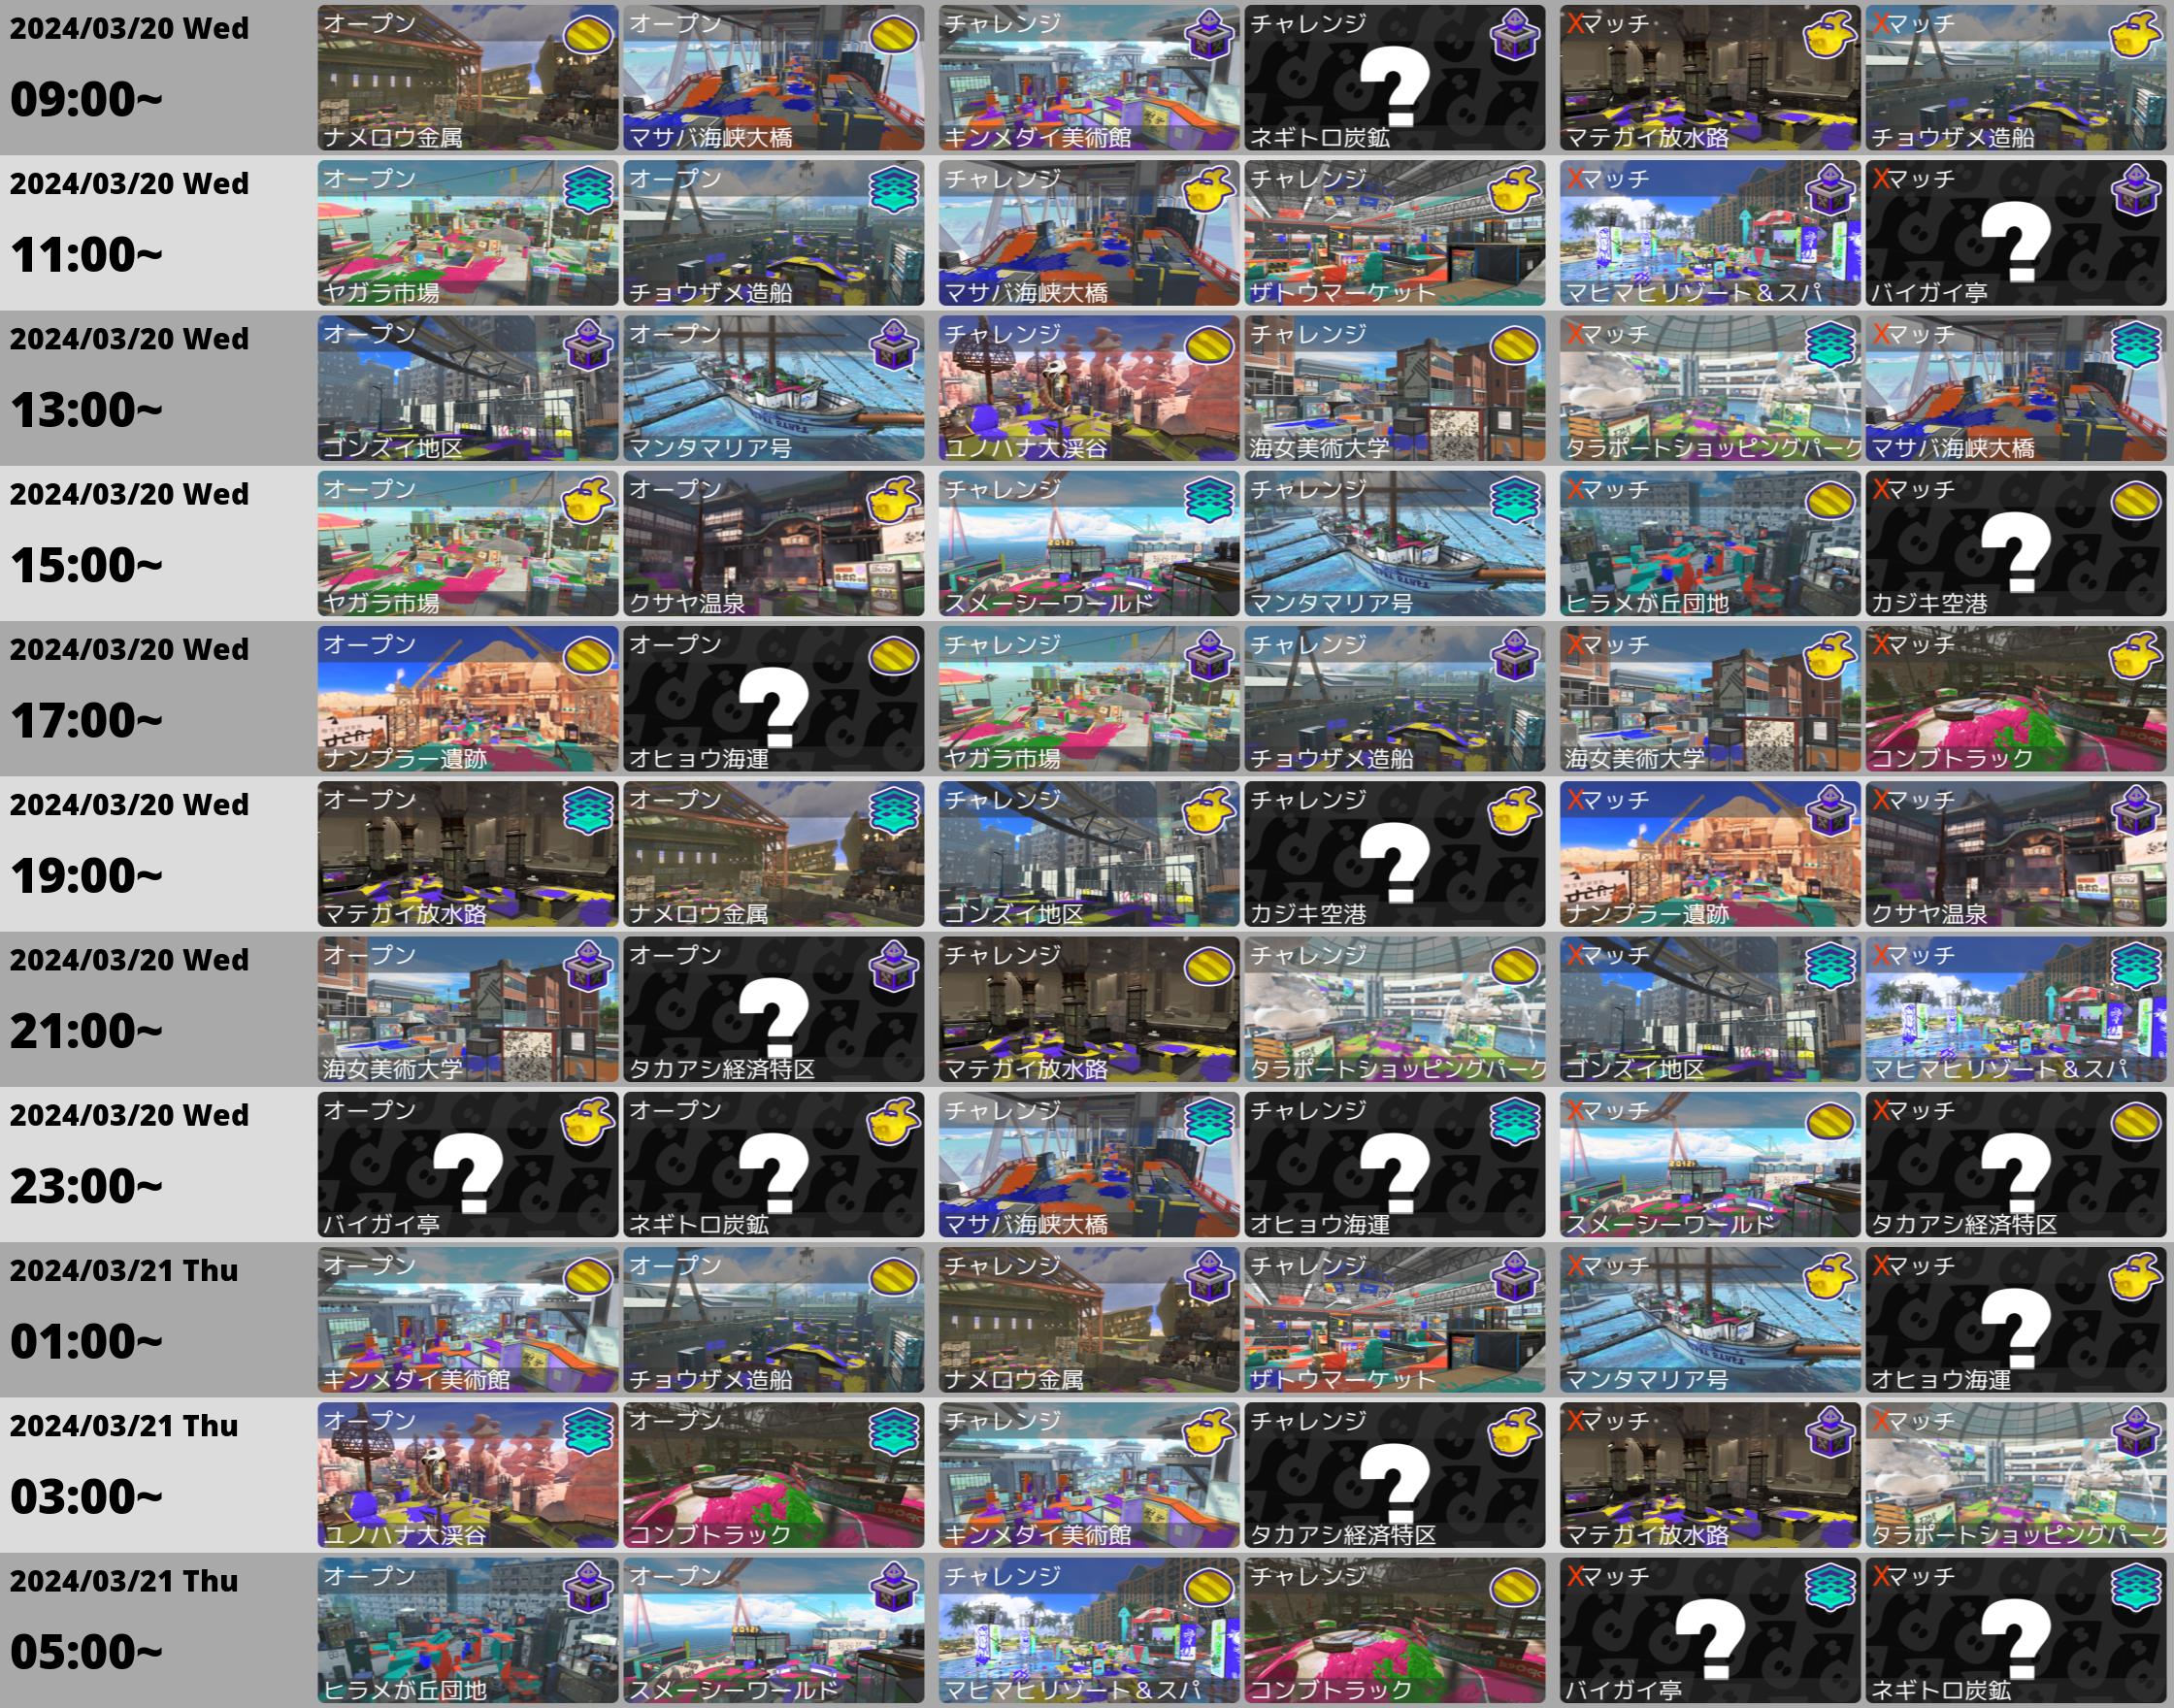 2024/03/20 Wed
09:00~
オープン オープン チャレンジ チャレンジ Xマッチ Xマッチ
ナメロウ金属 マサバ海峡大橋 キンメダイ美術館 ネギトロ炭鉱 マテガイ放水路 チョウザメ造船
2024/03/20 Wed
11:00~
オープン オープン チャレンジ チャレンジ Xマッチ Xマッチ
ヤガラ市場 チョウザメ造船 マサバ海峡大橋 ザトウマーケット マヒマヒリゾート&スパ バイガイ亭
2024/03/20 Wed
13:00~
オープン オープン チャレンジ チャレンジ Xマッチ Xマッチ
ゴンズイ地区 マンタマリア号 ユノハナ大渓谷 海女美術大学 タラポートショッピングパーク マサバ海峡大橋
2024/03/20 Wed
15:00~
オープン オープン チャレンジ チャレンジ Xマッチ Xマッチ
ヤガラ市場 クサヤ温泉 スメーシーワールド マンタマリア号 ヒラメが丘団地 カジキ空港
2024/03/20 Wed
17:00~
オープン オープン チャレンジ チャレンジ Xマッチ Xマッチ
ナンプラー遺跡 オヒョウ海運 ヤガラ市場 チョウザメ造船 海女美術大学 コンブトラック
2024/03/20 Wed
19:00~
オープン オープン チャレンジ チャレンジ Xマッチ Xマッチ
マテガイ放水路 ナメロウ金属 ゴンズイ地区 カジキ空港 ナンプラー遺跡 クサヤ温泉
2024/03/20 Wed
21:00~
オープン オープン チャレンジ チャレンジ Xマッチ Xマッチ
海女美術大学 タカアシ経済特区 マテガイ放水路 タラポートショッピングパーク ゴンズイ地区 マヒマヒリゾート&スパ
2024/03/20 Wed
23:00~
オープン オープン チャレンジ チャレンジ Xマッチ Xマッチ
バイガイ亭 ネギトロ炭鉱 マサバ海峡大橋 オヒョウ海運 スメーシーワールド タカアシ経済特区
2024/03/21 Thu
01:00~
オープン オープン チャレンジ チャレンジ Xマッチ Xマッチ
キンメダイ美術館 チョウザメ造船 ナメロウ金属 ザトウマーケット マンタマリア号 オヒョウ海運
2024/03/21 Thu
03:00~
オープン オープン チャレンジ チャレンジ Xマッチ Xマッチ
ユノハナ大渓谷 コンブトラック キンメダイ美術館 タカアシ経済特区 マテガイ放水路 タラポートショッピングパーク
2024/03/21 Thu
05:00~
オープン オープン チャレンジ チャレンジ Xマッチ Xマッチ
ヒラメが丘団地 スメーシーワールド マヒマヒリゾート&スパ コンブトラック バイガイ亭 ネギトロ炭鉱